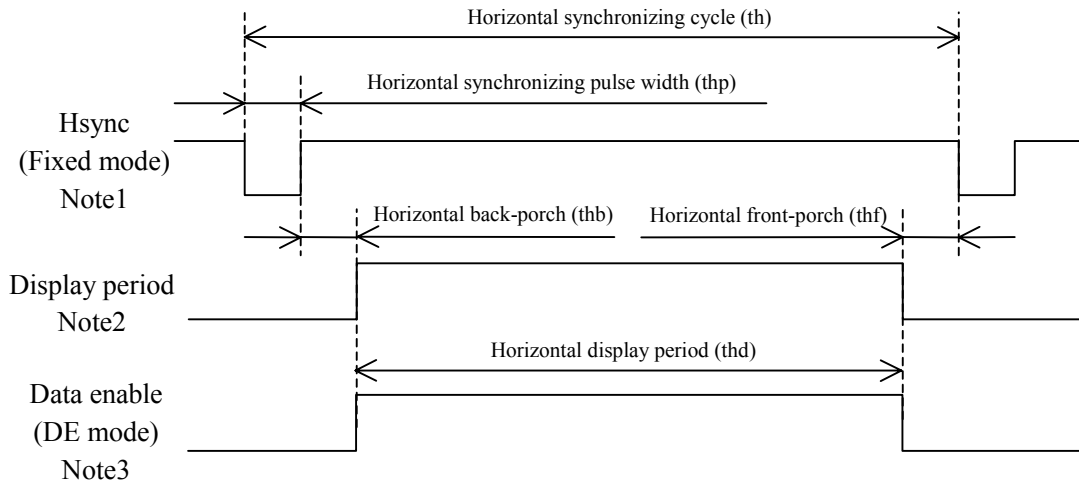 Horizontal synchronizing cycle (th)
Horizontal synchronizing pulse width (thp)
Hsync
(Fixed mode)
Note1
Horizontal back-porch (thb)
Horizontal front-porch (thf)
Display period
Note2
Horizontal display period (thd)
Data enable
(DE mode)
Note3